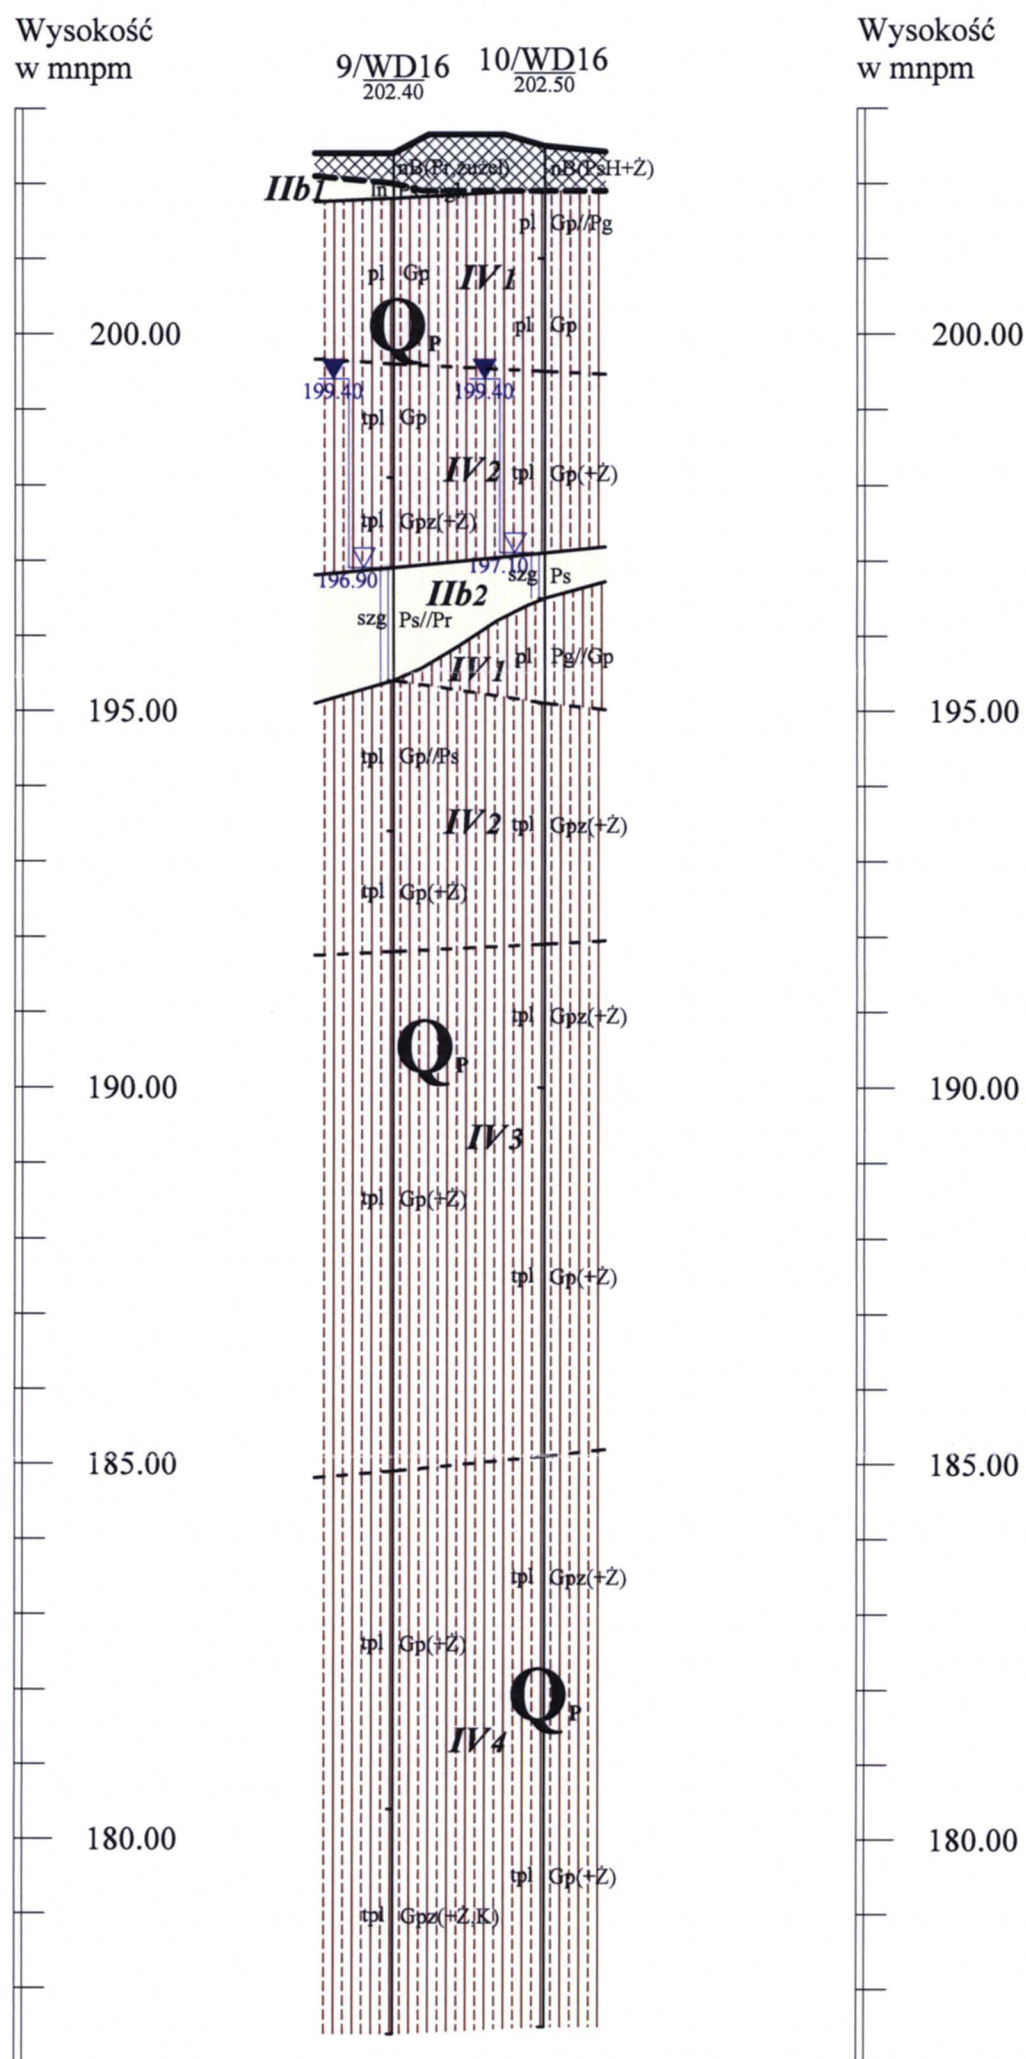 Wysokość
w mnpm
Wysokość
w mnpm
9/WD16
202.40
10/WD16
202.50
nB(Pr,żużel)
nB(PsH+Ż)
IIb1
ln
pl Gp//Pg
pl Gp
IV1
Q P
pl Gp
200.00
200.00
199.40
199.40
tpl Gp
IV2
tpl Gp(+Ż)
tpl Gpz(+Ż)
196.90
197.10
szg Ps
IIb2
szg Ps//Pr
IV1
pl Pg//Gp
195.00
195.00
tpl Gp//Ps
IV2
tpl Gpz(+Ż)
tpl Gp(+Ż)
tpl Gpz(+Ż)
Q P
190.00
190.00
IV3
tpl Gp(+Ż)
tpl Gp(+Ż)
185.00
185.00
tpl Gpz(+Ż)
tpl Gp(+Ż)
Q P
IV4
180.00
180.00
tpl Gp(+Ż)
tpl Gpz(+Ż,K)